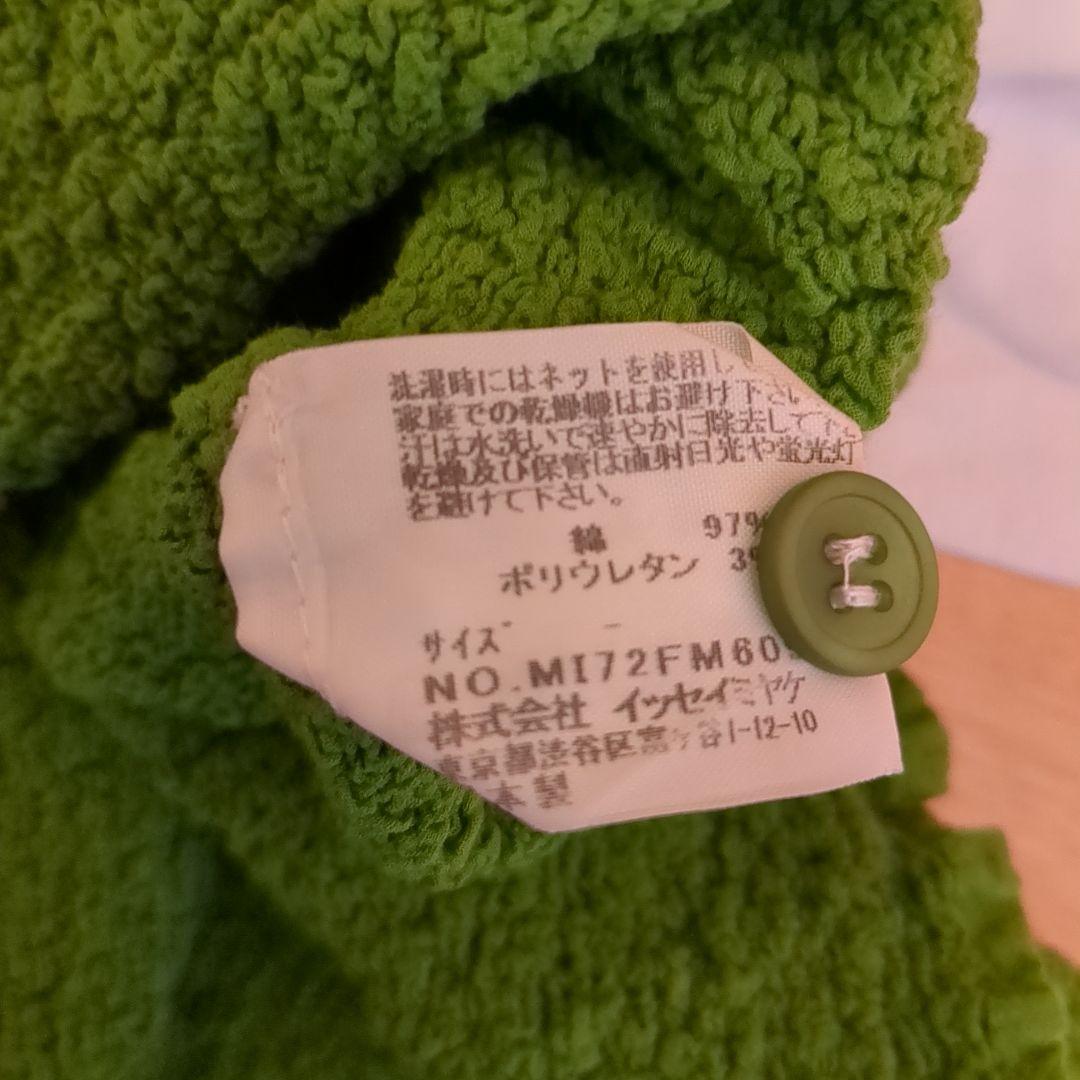 洗濯時にはネットを使用し
家庭での乾燥機はお避け下さい
汗は水洗いで速やかに除去して下さ
乾燥及び保管は直射日光や蛍光灯
を避けて下さい。
綿 97%
ポリウレタン 3%
サイズ -
NO.MI72FM60
株式会社 イッセイミヤケ
東京都渋谷区富ヶ谷1-12-10
本製